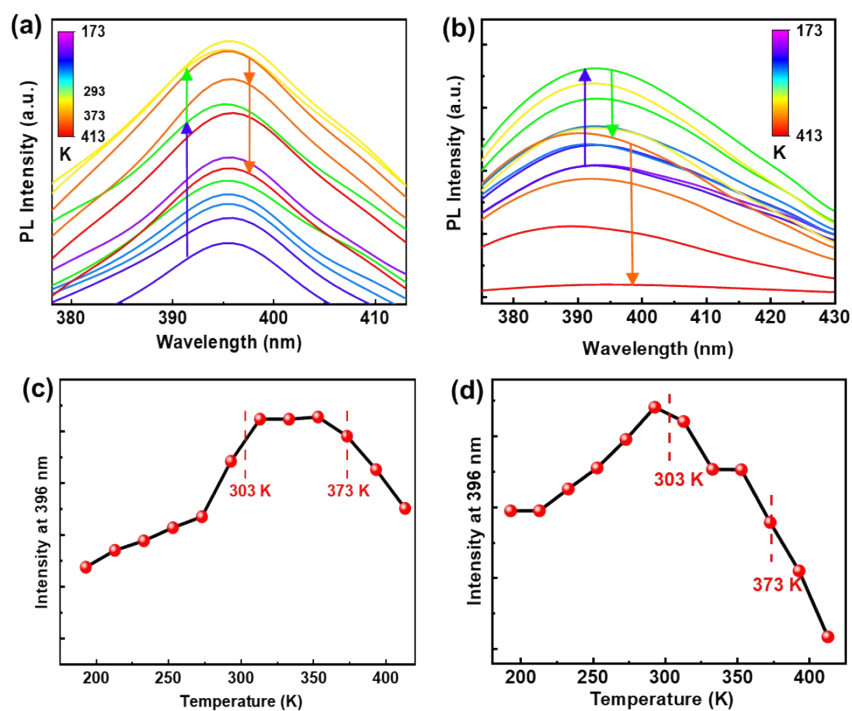 (a)
173
293
373
413
K
PL Intensity (a.u.)
380 390 400 410
Wavelength (nm)
(b)
173
413
K
PL Intensity (a.u.)
380 390 400 410 420 430
Wavelength (nm)
(c)
303 K
373 K
Intensity at 396 nm
200 250 300 350 400
Temperature (K)
(d)
303 K
373 K
Intensity at 396 nm
200 250 300 350 400
Temperature (K)